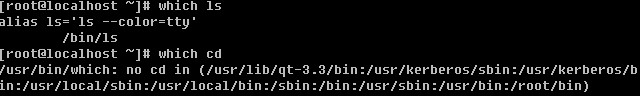 [root@localhost ~]# which ls
alias ls='ls --color=tty'
        /bin/ls
[root@localhost ~]# which cd
/usr/bin/which: no cd in (/usr/lib/qt-3.3/bin:/usr/kerberos/sbin:/usr/kerberos/b
in:/usr/local/sbin:/usr/local/bin:/sbin:/bin:/usr/sbin:/usr/bin:/root/bin)